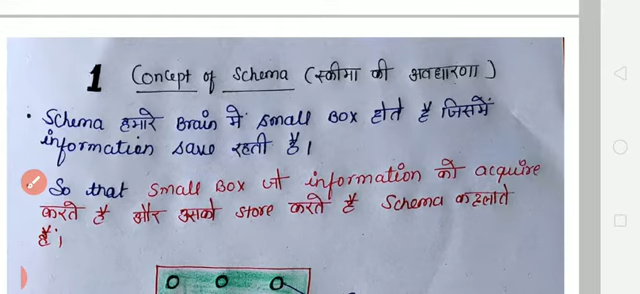 1 Concept of Schema (स्कीमा की अवधारणा)
• Schema हमारे Brain में small Box होते है जिसमें
information save रहती है।
So that small Box जो information को acquire
करते है और उसको store करते है Schema कहलाते
हैं।